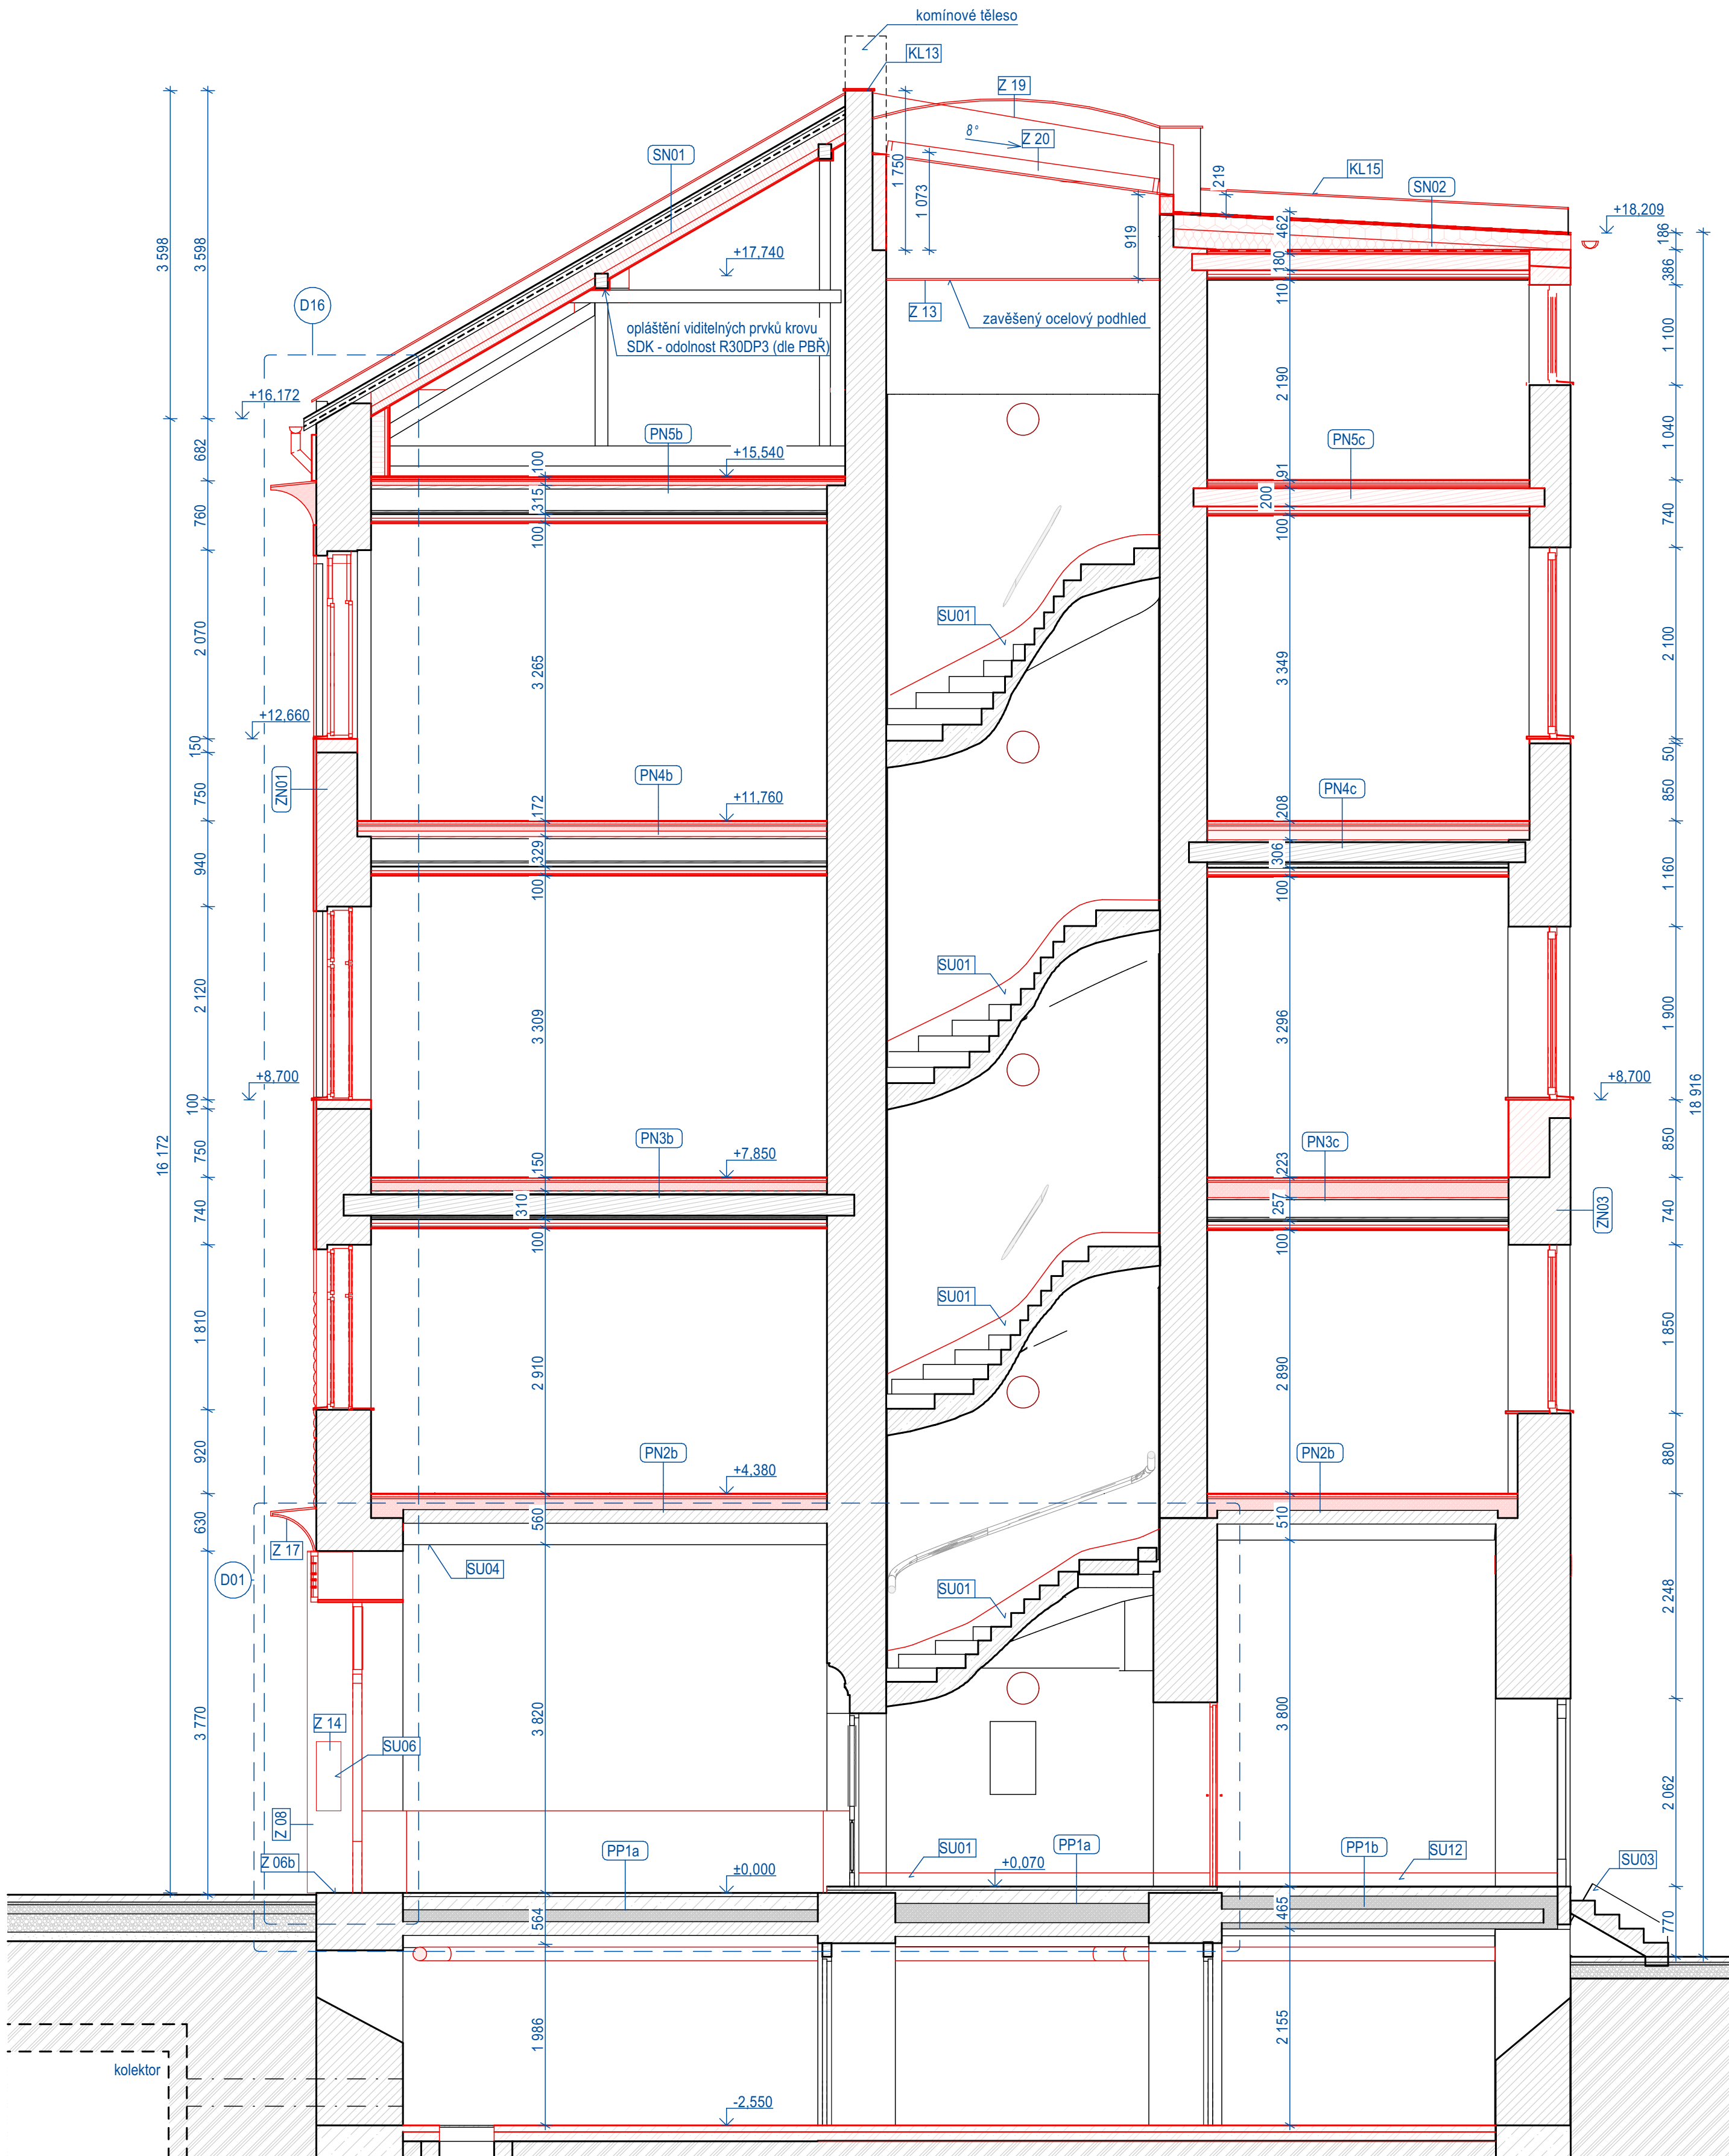 komínové těleso
KL13
Z 19
8°
Z 20
1 750
1 073
919
219
KL15
SN02
SN01
+18,209
462
180
110
186
386
3 598
3 598
+17,740
Z 13
zavěšený ocelový podhled
opláštění viditelných prvků krovu
SDK - odolnost R30DP3 (dle PBŘ)
D16
+16,172
1 100
2 190
1 040
682
PN5b
+15,540
PN5c
100
315
100
91
200
100
760
740
SU01
2 070
3 265
3 349
2 100
+12,660
150
50
ZN01
750
PN4b
172
+11,760
PN4c
208
850
329
100
306
100
940
1 160
SU01
2 120
3 309
3 296
1 900
+8,700
+8,700
100
18 916
16 172
750
PN3b
150
+7,850
PN3c
223
850
740
310
100
257
100
740
ZN03
SU01
1 810
2 910
2 890
1 850
920
PN2b
+4,380
PN2b
880
630
560
510
Z 17
SU04
D01
SU01
2 248
3 770
3 820
3 800
Z 14
SU06
2 062
Z 08
Z 06b
PP1a
±0,000
SU01
+0,070
PP1a
PP1b
SU12
SU03
564
465
770
1 986
2 155
kolektor
-2,550